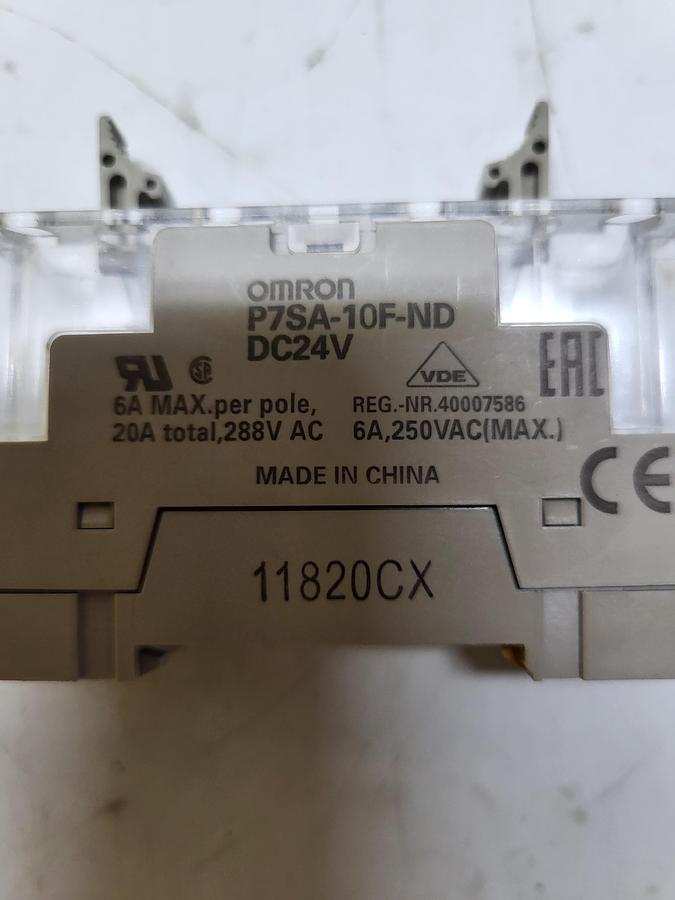 OMRON
P7SA-10F-ND
DC24V
VDE
EAC
6A MAX.per pole,
20A total,288V AC
REG.-NR.40007586
6A,250VAC(MAX.)
CE
MADE IN CHINA
11820CX